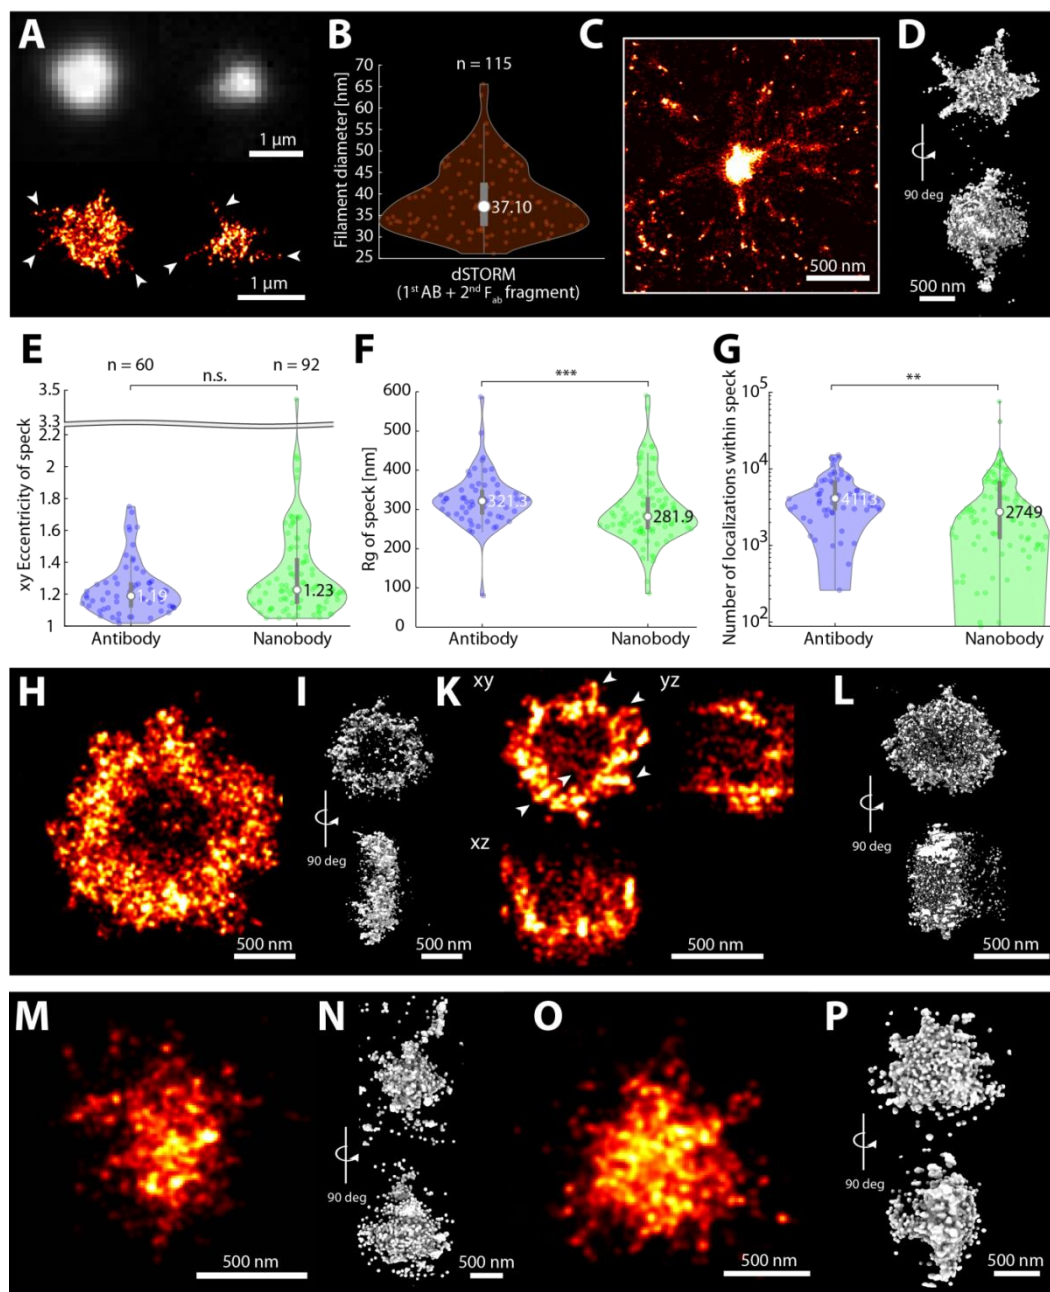 A
1 µm
1 µm
B
n = 115
Filament diameter [nm]
70
65
60
55
50
45
40
35
30
25
37.10
dSTORM
(1st AB + 2nd Fab fragment)
C
500 nm
D
90 deg
500 nm
E
n = 60
n = 92
n.s.
xy Eccentricity of speck
3.5
3.3
2.2
2
1.8
1.6
1.4
1.2
1
1.19
1.23
Antibody
Nanobody
F
***
Rg of speck [nm]
600
500
400
300
200
100
0
321.3
281.9
Antibody
Nanobody
G
**
Number of localizations within speck
10^5
10^4
10^3
10^2
4113
2749
Antibody
Nanobody
H
500 nm
I
90 deg
500 nm
K
xy
yz
xz
500 nm
L
90 deg
500 nm
M
500 nm
N
90 deg
500 nm
O
500 nm
P
90 deg
500 nm